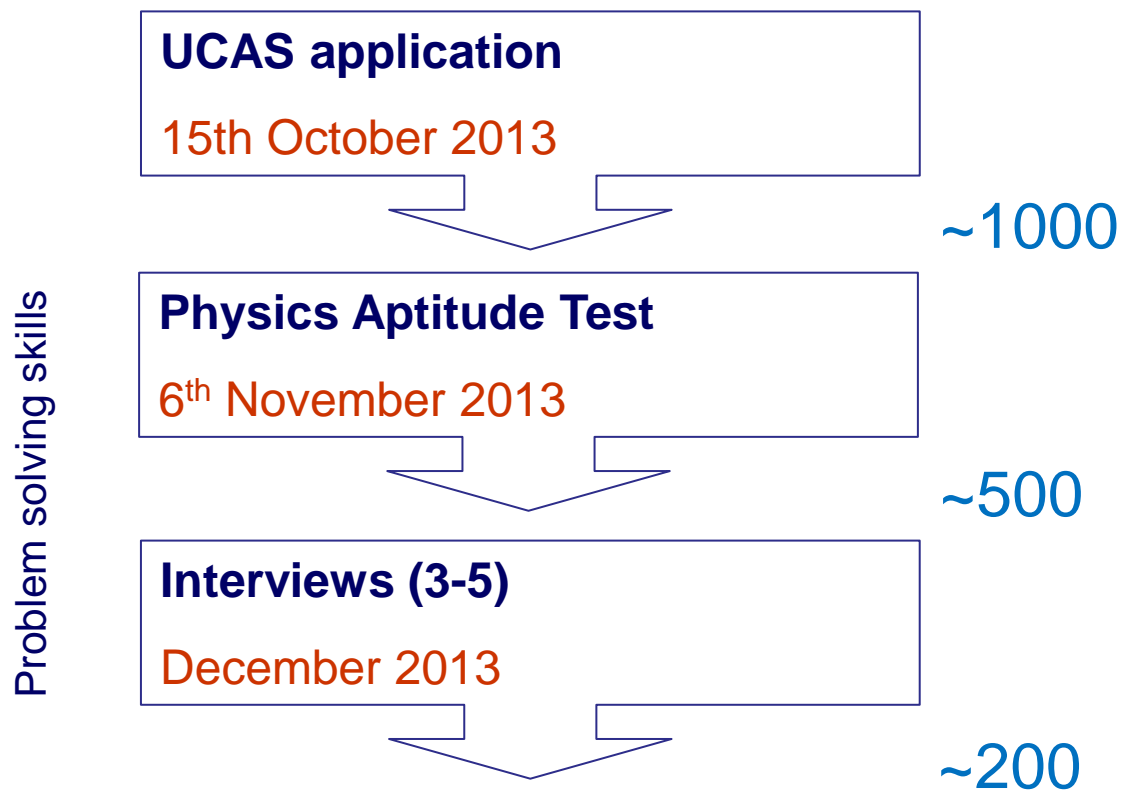 UCAS application
15th October 2013
~1000
Physics Aptitude Test
6th November 2013
~500
Interviews (3-5)
December 2013
~200
Problem solving skills